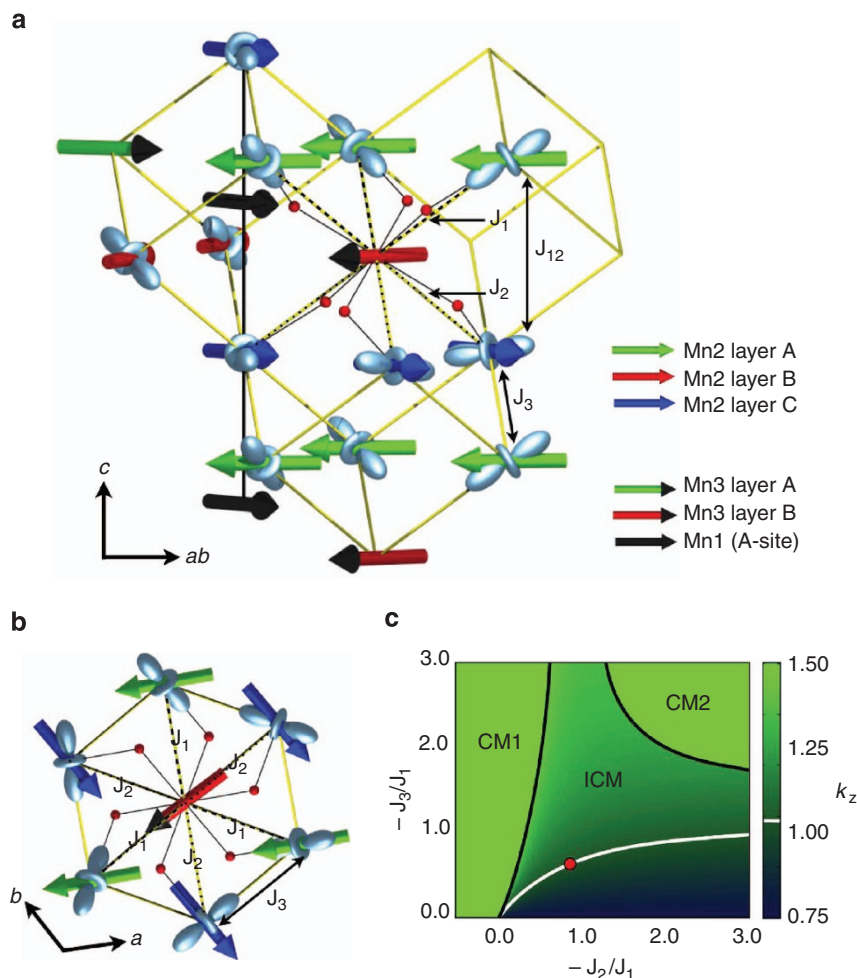 a
J₁
J₁₂
J₂
J₃
Mn2 layer A
Mn2 layer B
Mn2 layer C
Mn3 layer A
Mn3 layer B
Mn1 (A-site)
c
ab
b
J₁
J₂
J₂
J₁
J₁
J₂
J₃
b
a
c
3.0
2.0
1.0
0.0
− J₃/J₁
CM1
CM2
ICM
0.0 1.0 2.0 3.0
− J₂/J₁
1.50
1.25
1.00
0.75
k_z